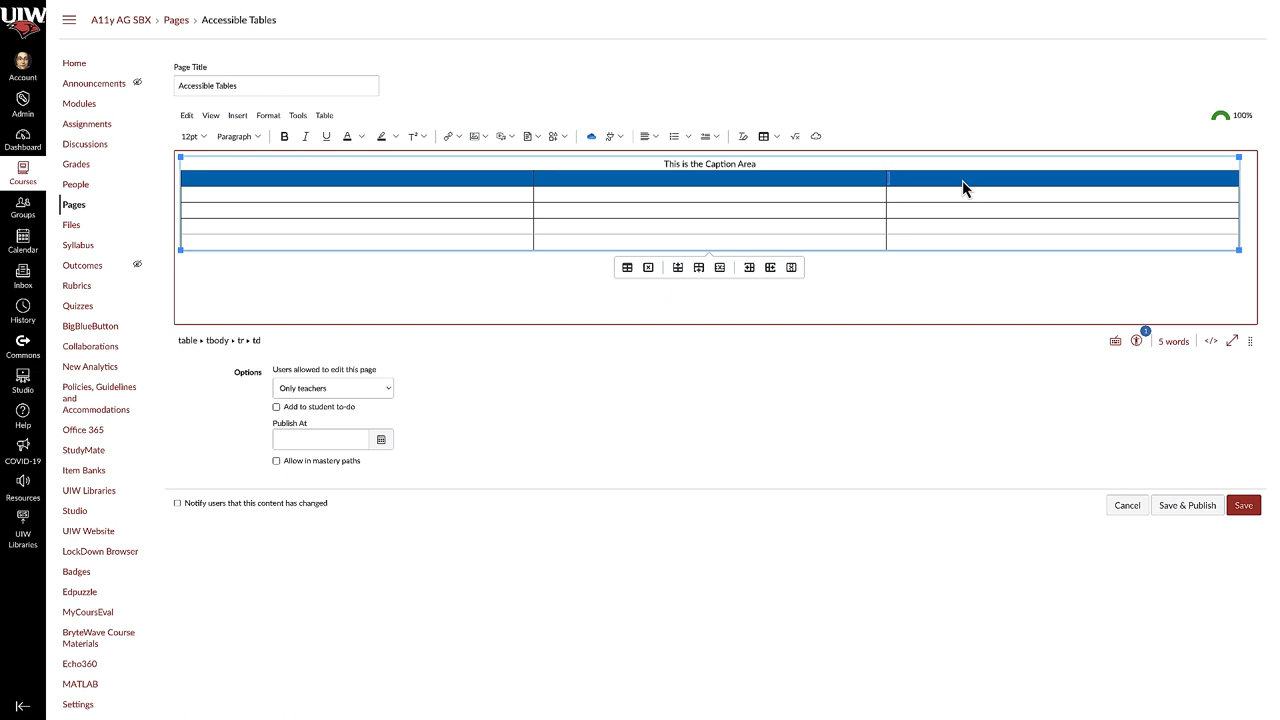 UIW
Account
Admin
Dashboard
Courses
Groups
Calendar
Inbox
History
Commons
Studio
Help
COVID-19
Resources
UIW
Libraries
A11y AG SBX › Pages › Accessible Tables
Home
Announcements
Modules
Assignments
Discussions
Grades
People
Pages
Files
Syllabus
Outcomes
Rubrics
Quizzes
BigBlueButton
Collaborations
New Analytics
Policies, Guidelines
and
Accommodations
Office 365
StudyMate
Item Banks
UIW Libraries
Studio
UIW Website
LockDown Browser
Badges
Edpuzzle
MyCoursEval
BryteWave Course
Materials
Echo360
MATLAB
Settings
Page Title
Accessible Tables
Edit View Insert Format Tools Table
100%
12pt Paragraph B I U A T²
This is the Caption Area
table ▸ tbody ▸ tr ▸ td
1
5 words </>
Options
Users allowed to edit this page
Only teachers
Add to student to-do
Publish At
Allow in mastery paths
Notify users that this content has changed
Cancel Save & Publish Save